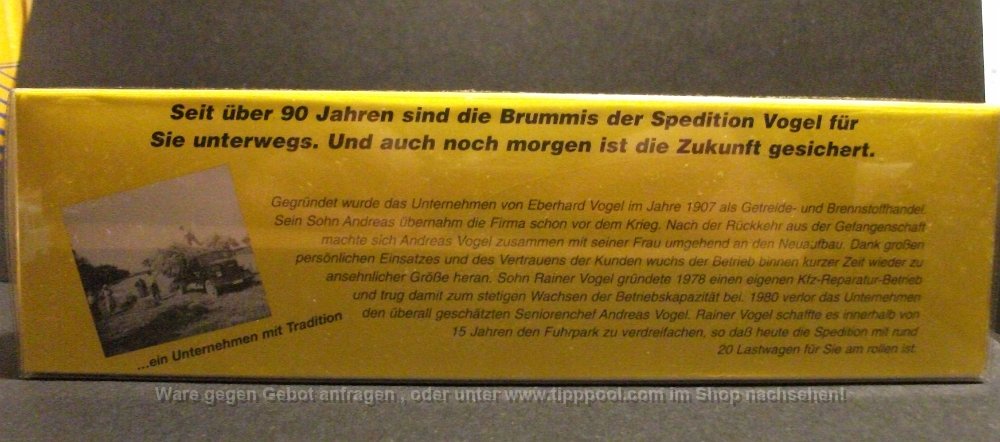 Seit über 90 Jahren sind die Brummis der Spedition Vogel für
Sie unterwegs. Und auch noch morgen ist die Zukunft gesichert.
Gegründet wurde das Unternehmen von Eberhard Vogel im Jahre 1907 als Getreide- und Brennstoffhandel.
Sein Sohn Andreas übernahm die Firma schon vor dem Krieg. Nach der Rückkehr aus der Gefangenschaft
machte sich Andreas Vogel zusammen mit seiner Frau umgehend an den Neuaufbau. Dank großen
persönlichen Einsatzes und des Vertrauens der Kunden wuchs der Betrieb binnen kurzer Zeit wieder zu
ansehnlicher Größe heran. Sohn Rainer Vogel gründete 1978 einen eigenen Kfz-Reparatur-Betrieb
und trug damit zum stetigen Wachsen der Betriebskapazität bei. 1980 verlor das Unternehmen
den überall geschätzten Seniorenchef Andreas Vogel. Rainer Vogel schaffte es innerhalb von
15 Jahren den Fuhrpark zu verdreifachen, so daß heute die Spedition mit rund
20 Lastwagen für Sie am rollen ist.
...ein Unternehmen mit Tradition
Ware gegen Gebot anfragen , oder unter www.tipppool.com im Shop nachsehen!